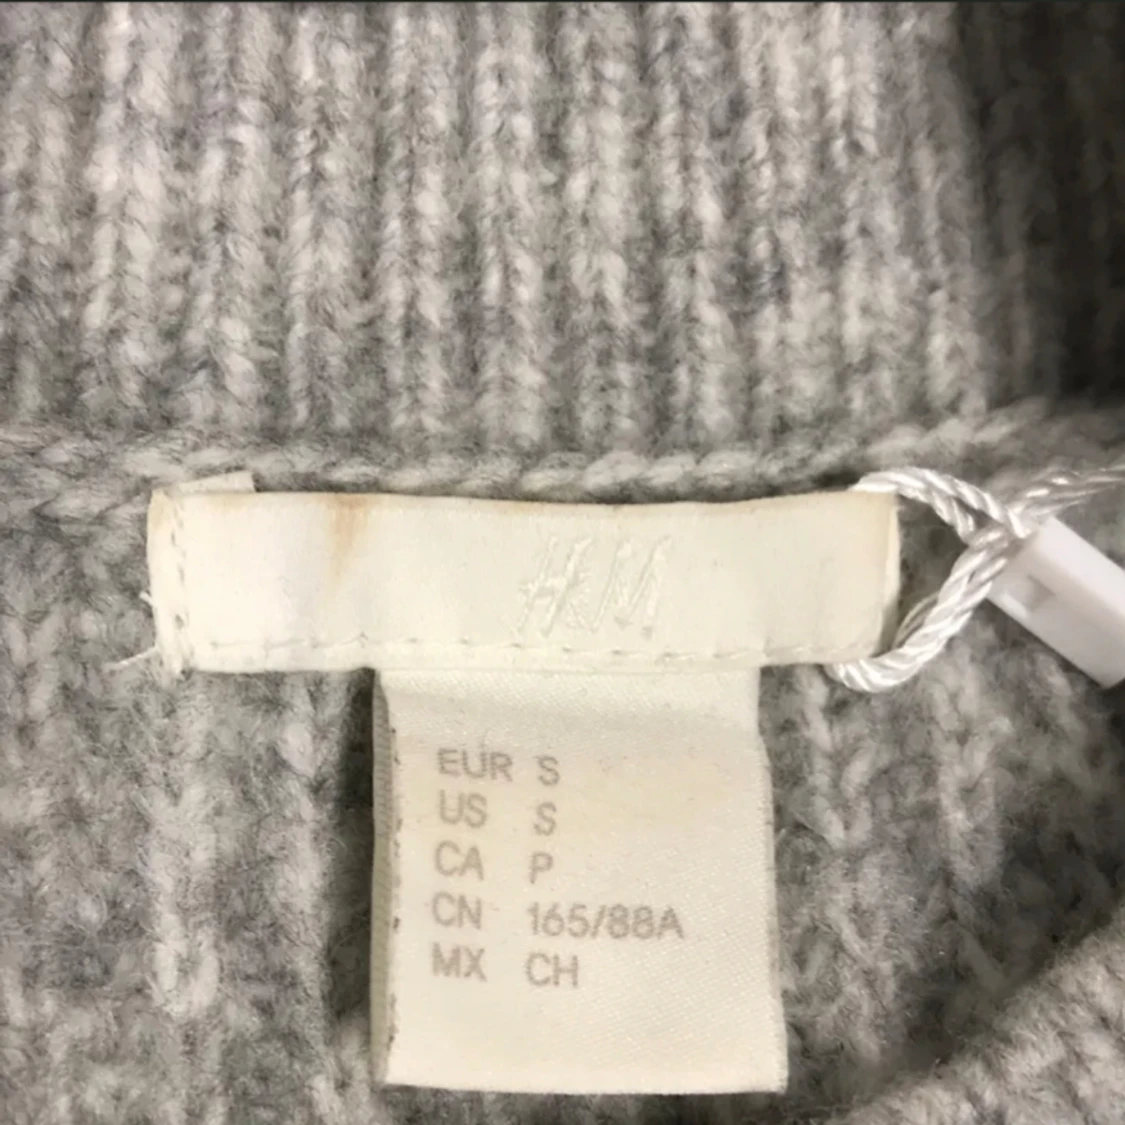 H&M
EUR S
US S
CA P
CN 165/88A
MX CH